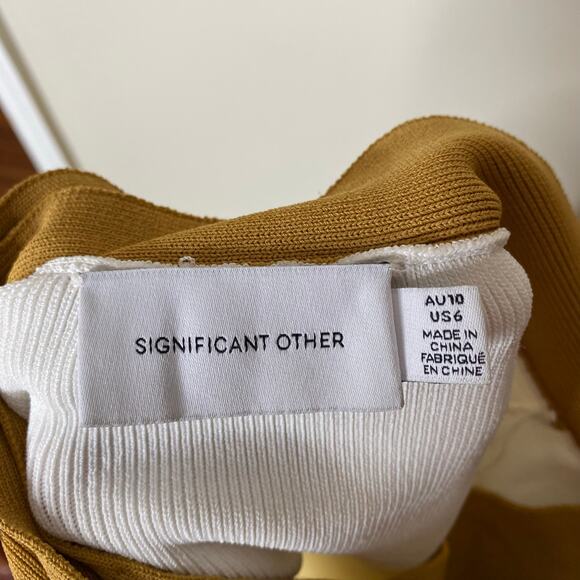 SIGNIFICANT OTHER
AU10
US6
MADE IN
CHINA
FABRIQUÉ
EN CHINE